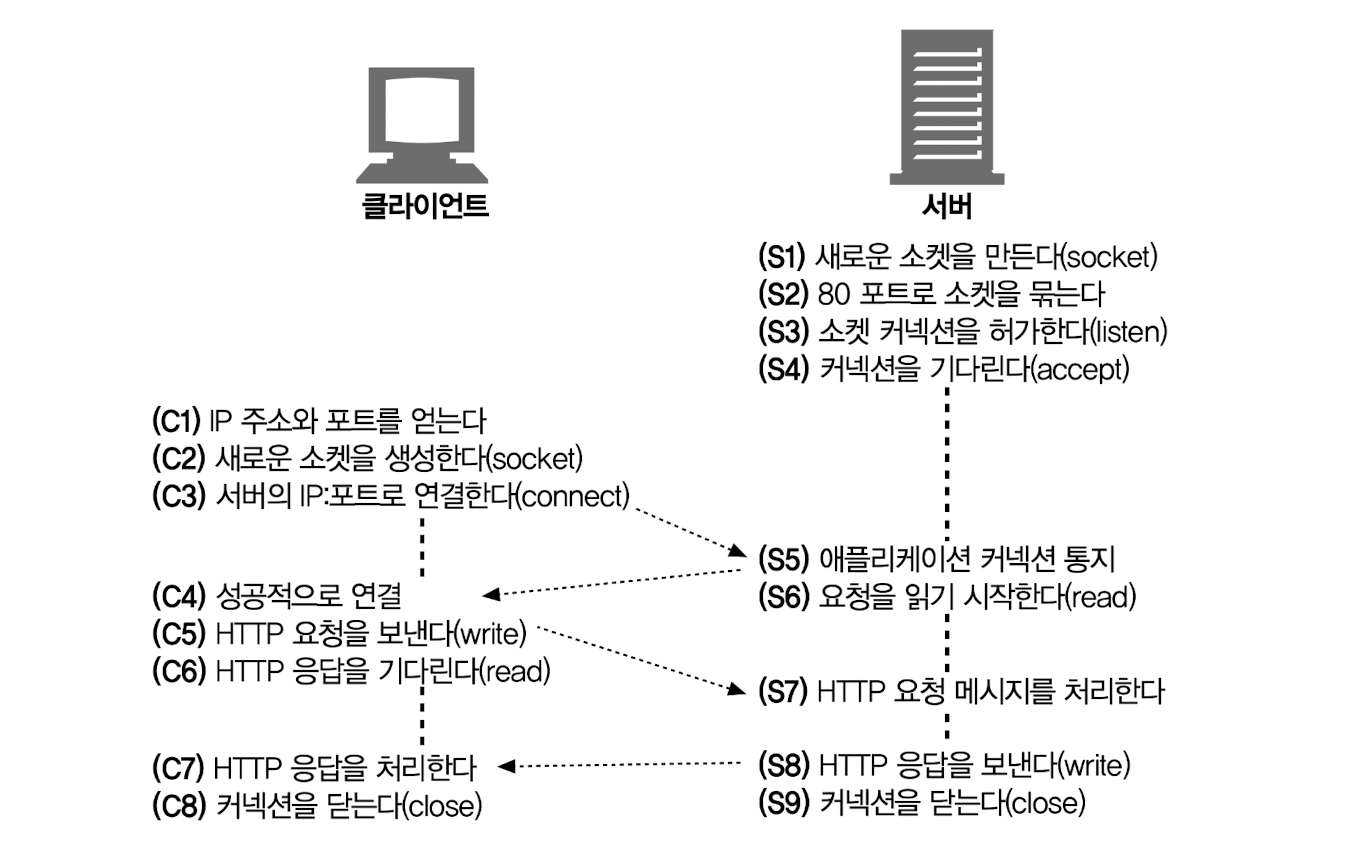 클라이언트
서버
(S1) 새로운 소켓을 만든다(socket)
(S2) 80 포트로 소켓을 묶는다
(S3) 소켓 커넥션을 허가한다(listen)
(S4) 커넥션을 기다린다(accept)
(C1) IP 주소와 포트를 얻는다
(C2) 새로운 소켓을 생성한다(socket)
(C3) 서버의 IP:포트로 연결한다(connect)
(S5) 애플리케이션 커넥션 통지
(S6) 요청을 읽기 시작한다(read)
(C4) 성공적으로 연결
(C5) HTTP 요청을 보낸다(write)
(C6) HTTP 응답을 기다린다(read)
(S7) HTTP 요청 메시지를 처리한다
(S8) HTTP 응답을 보낸다(write)
(S9) 커넥션을 닫는다(close)
(C7) HTTP 응답을 처리한다
(C8) 커넥션을 닫는다(close)